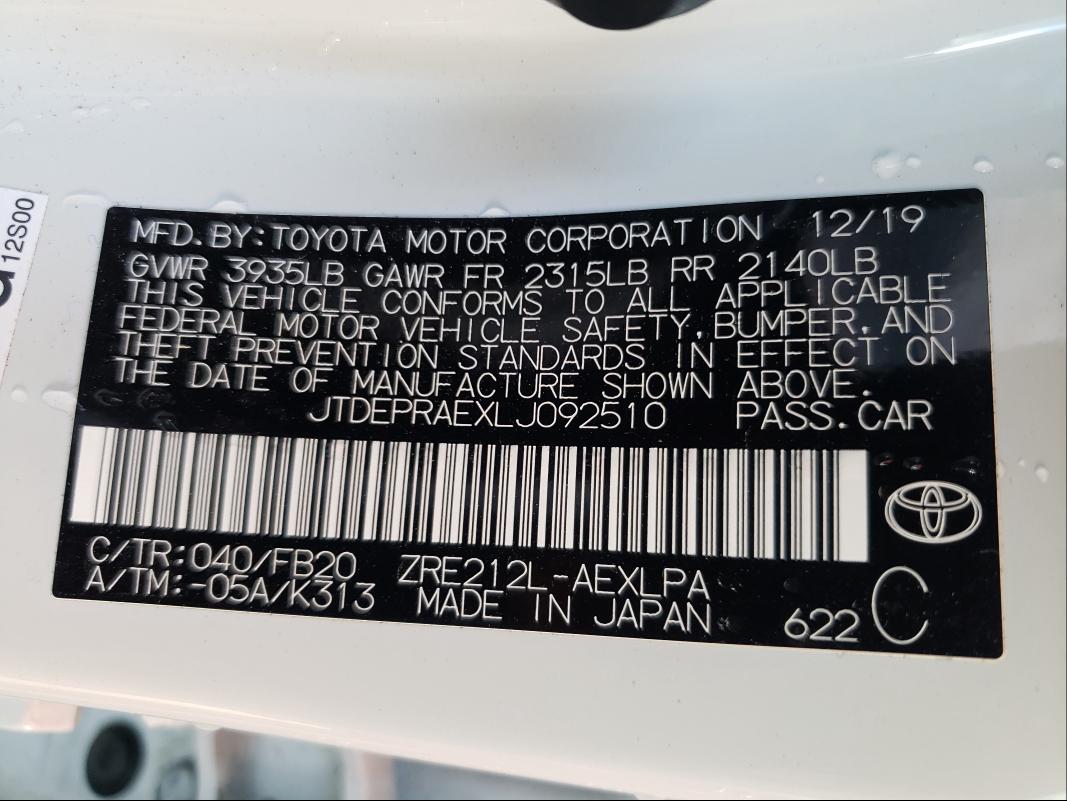 12S00
MFD.BY:TOYOTA MOTOR CORPORATION 12/19
GVWR 3935LB GAWR FR 2315LB RR 2140LB
THIS VEHICLE CONFORMS TO ALL APPLICABLE
FEDERAL MOTOR VEHICLE SAFETY,BUMPER,AND
THEFT PREVENTION STANDARDS IN EFFECT ON
THE DATE OF MANUFACTURE SHOWN ABOVE.
JTDEPRAEXLJ092510 PASS.CAR
C/TR:040/FB20 ZRE212L-AEXLPA
A/TM:-05A/K313 MADE IN JAPAN 622 C